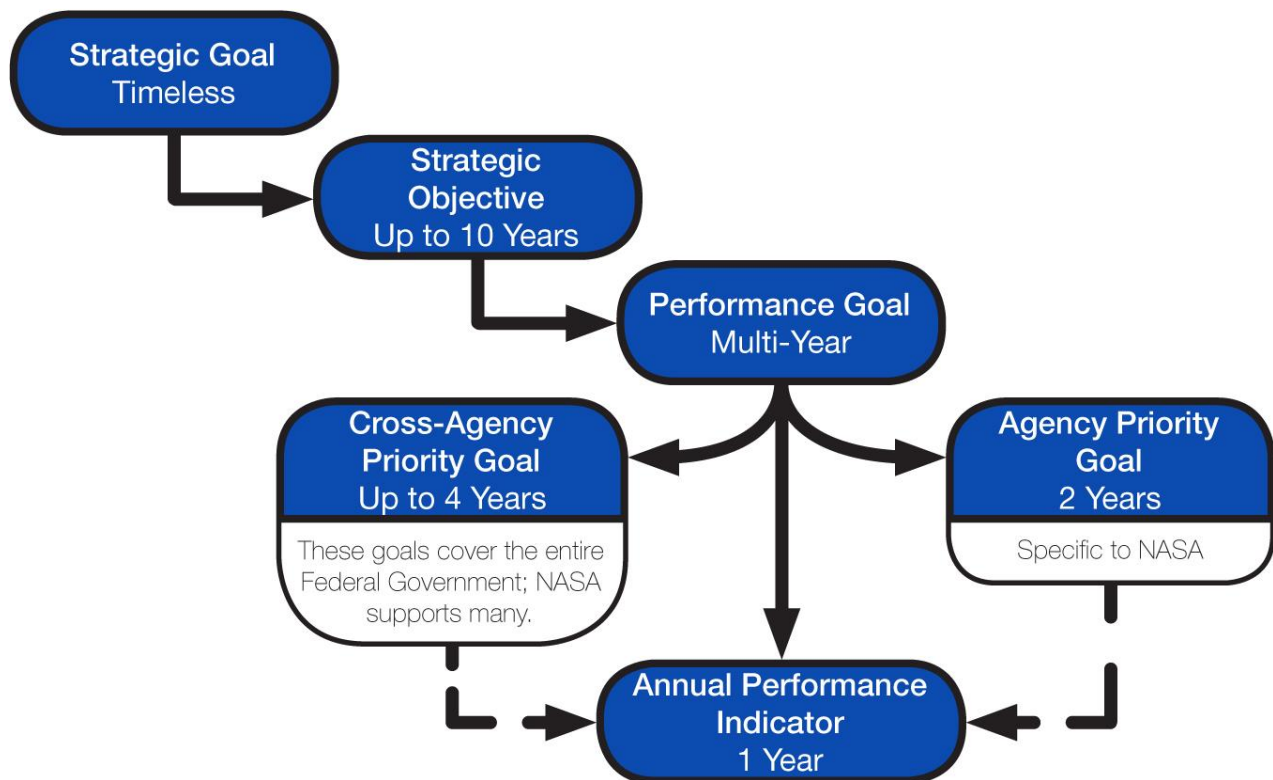 Strategic Goal
Timeless
Strategic
Objective
Up to 10 Years
Performance Goal
Multi-Year
Cross-Agency
Priority Goal
Up to 4 Years
These goals cover the entire
Federal Government; NASA
supports many.
Agency Priority
Goal
2 Years
Specific to NASA
Annual Performance
Indicator
1 Year